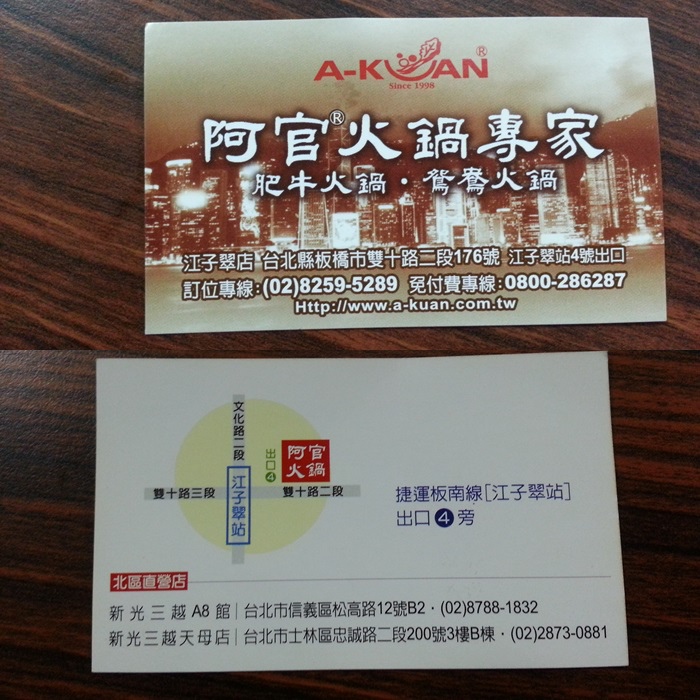 A-KUAN®
Since 1998
阿官®火鍋專家
肥牛火鍋·鴛鴦火鍋
江子翠店 台北縣板橋市雙十路二段176號 江子翠站4號出口
訂位專線:(02)8259-5289 免付費專線:0800-286287
Http://www.a-kuan.com.tw
文化路二段
出口4
阿官
火鍋
雙十路三段
江子翠站
雙十路二段
捷運板南線[江子翠站]
出口4旁
北區直營店
新光三越 A8 館|台北市信義區松高路12號B2·(02)8788-1832
新光三越天母店|台北市士林區忠誠路二段200號3樓B棟·(02)2873-0881